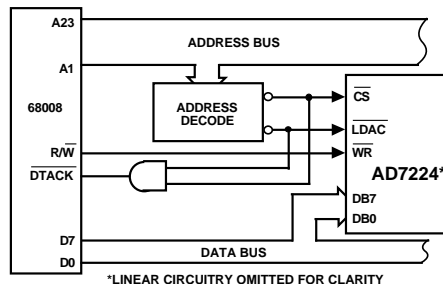 A23
ADDRESS BUS
A1
68008
ADDRESS
DECODE
CS
LDAC
R/W
WR
DTACK
AD7224*
DB7
DB0
D7
DATA BUS
D0
*LINEAR CIRCUITRY OMITTED FOR CLARITY